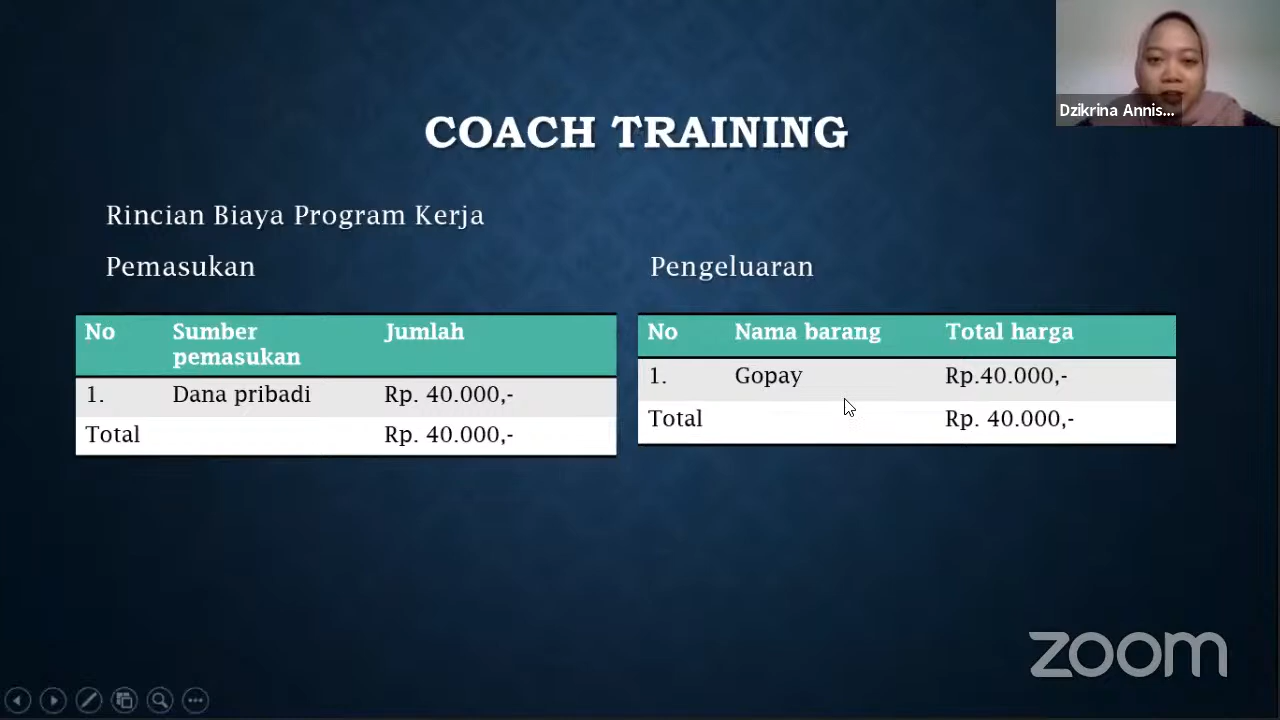 Dzikrina Annis...
COACH TRAINING
Rincian Biaya Program Kerja
Pemasukan
No Sumber pemasukan Jumlah
1. Dana pribadi Rp. 40.000,-
Total Rp. 40.000,-
Pengeluaran
No Nama barang Total harga
1. Gopay Rp.40.000,-
Total Rp. 40.000,-
zoom